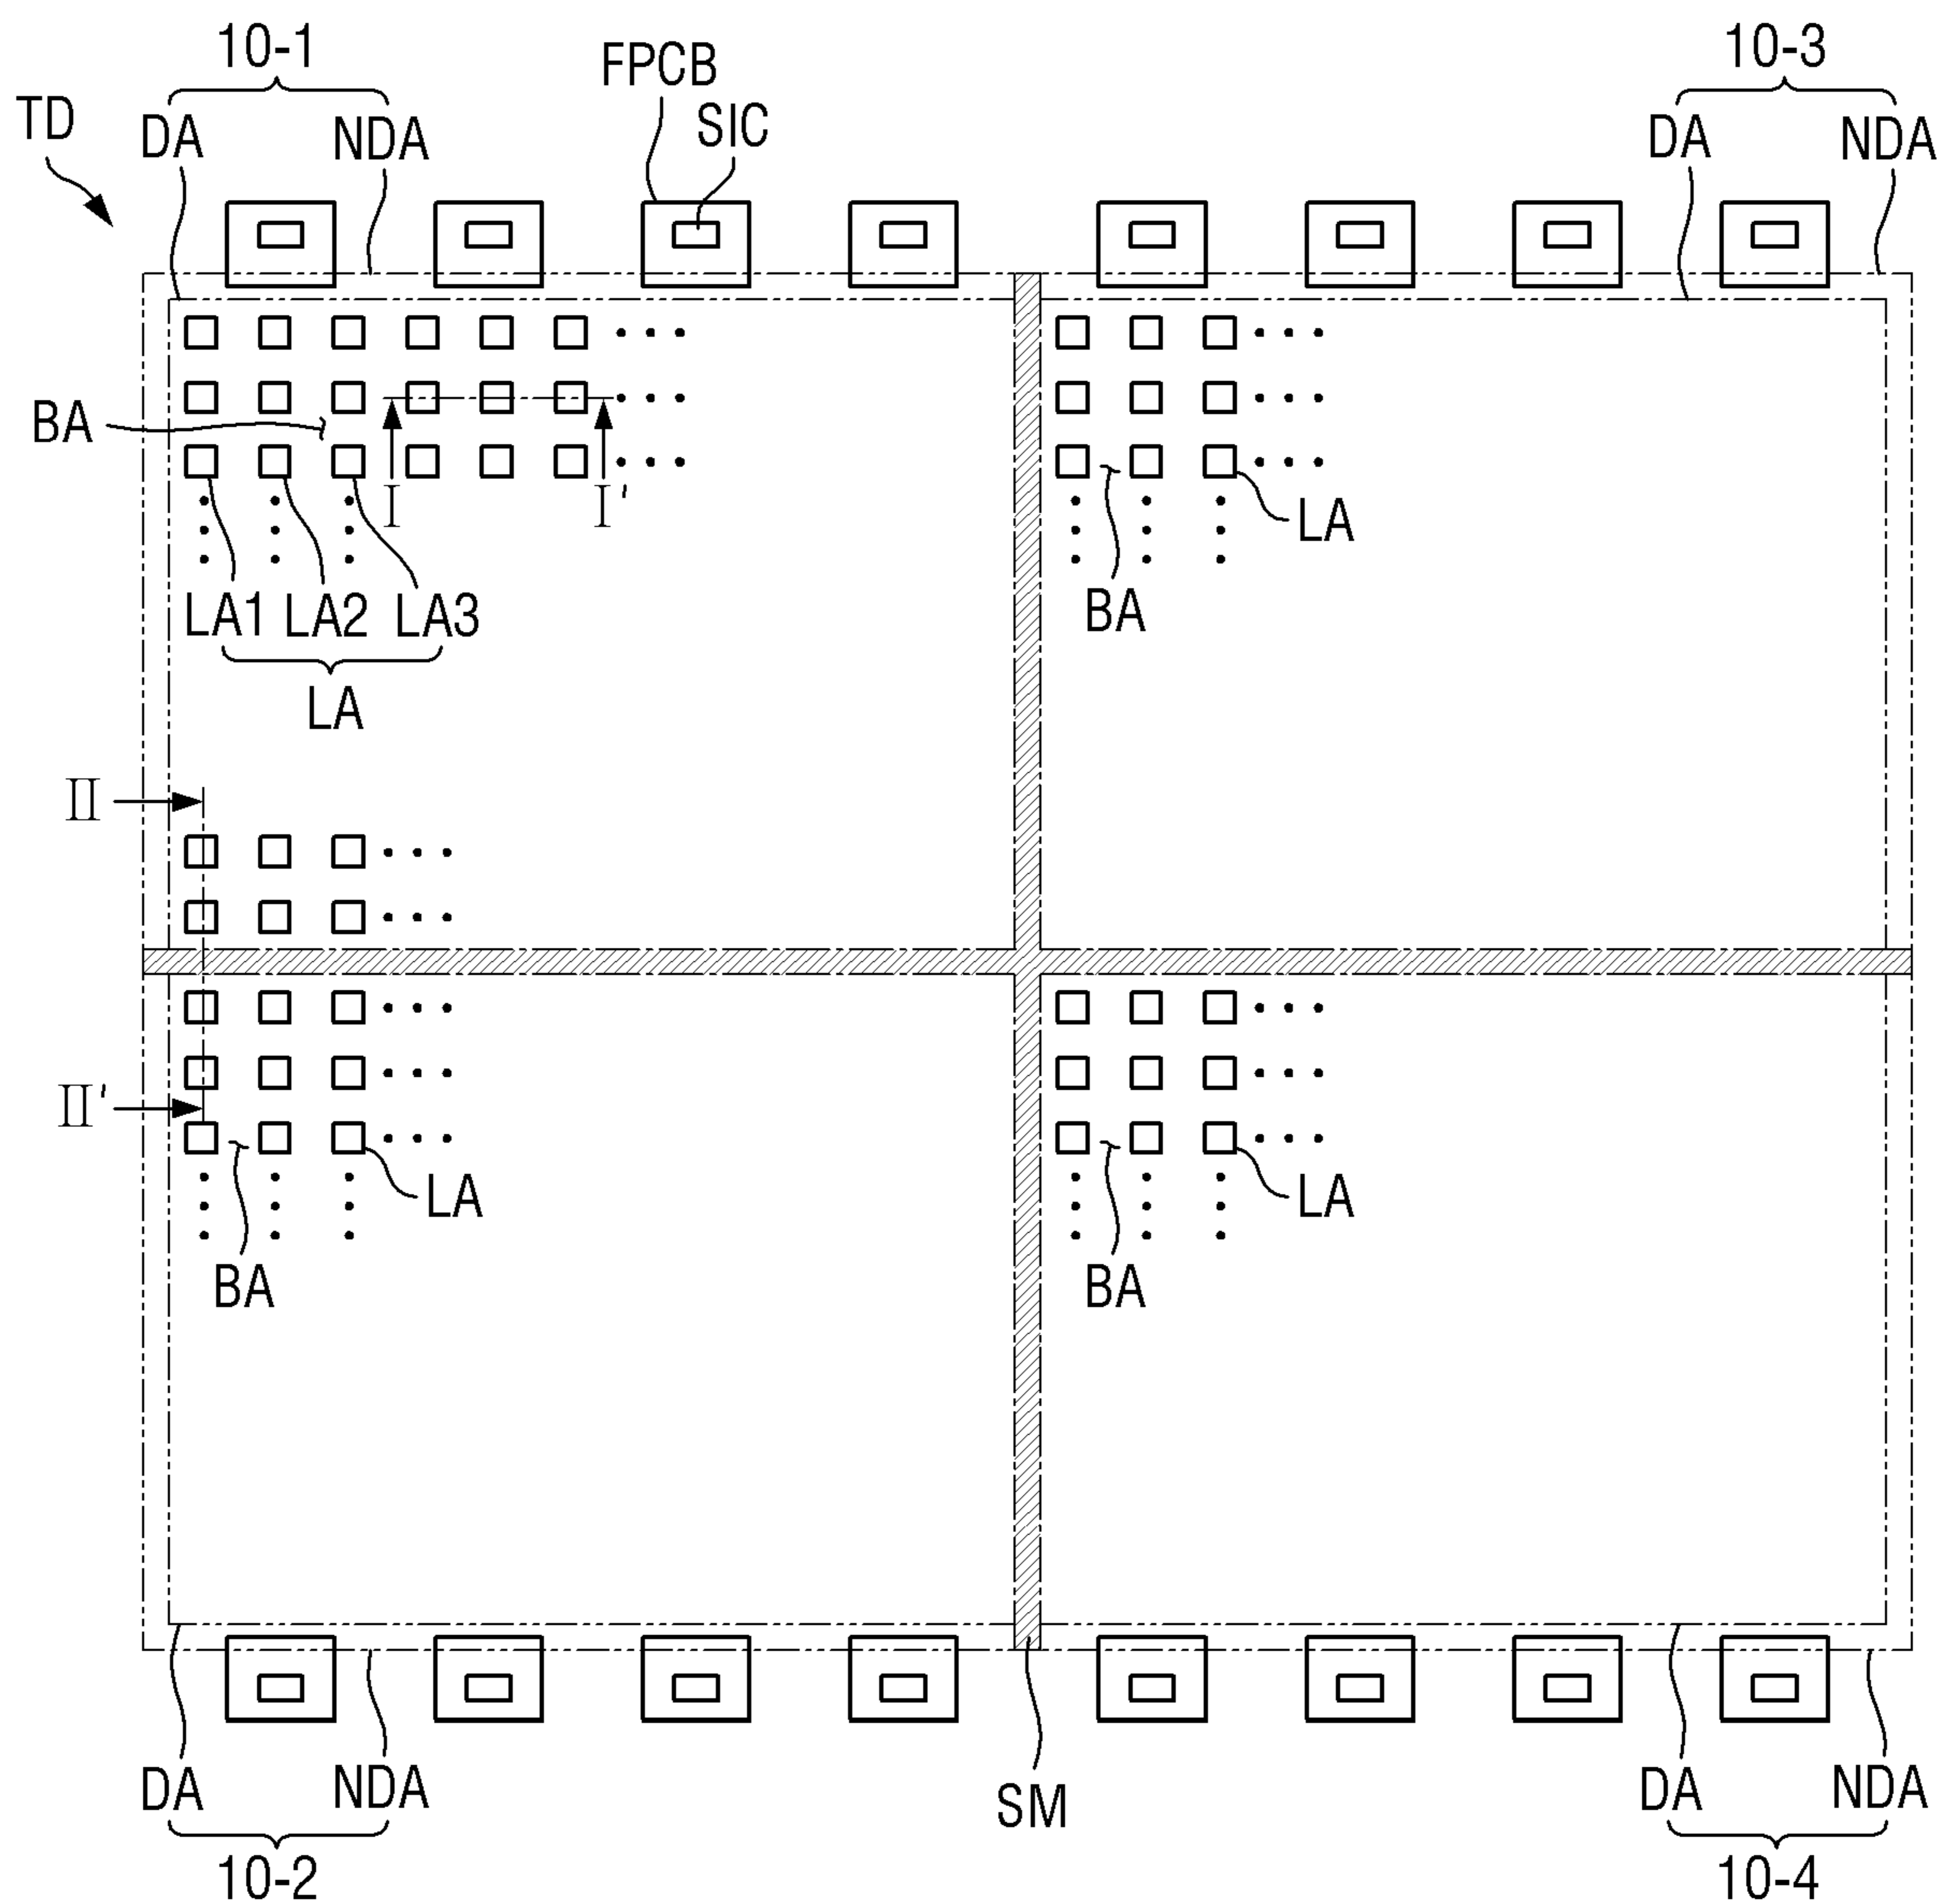 10-1
FPCB
10-3
TD
DA
NDA
SIC
DA
NDA
BA
I
I'
LA
LA1
LA2
LA3
BA
LA
II
II'
LA
BA
LA
BA
DA
NDA
SM
DA
NDA
10-2
10-4